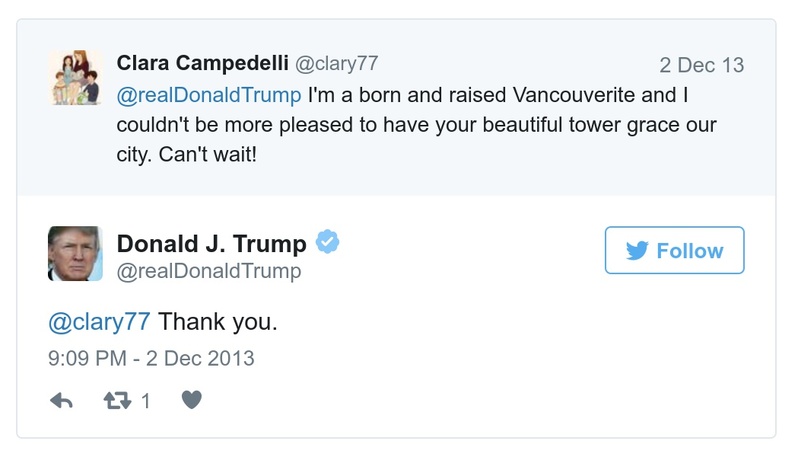 Clara Campedelli @clary77 2 Dec 13
@realDonaldTrump I'm a born and raised Vancouverite and I
couldn't be more pleased to have your beautiful tower grace our
city. Can't wait!
Donald J. Trump Follow
@realDonaldTrump
@clary77 Thank you.
9:09 PM - 2 Dec 2013
1